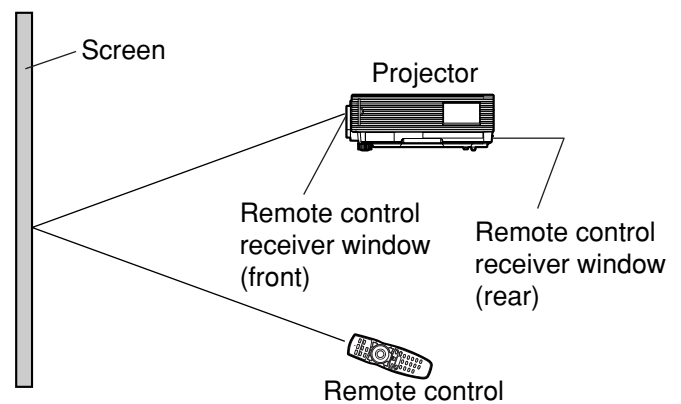 Screen
Projector
Remote control
receiver window
(front)
Remote control
receiver window
(rear)
Remote control